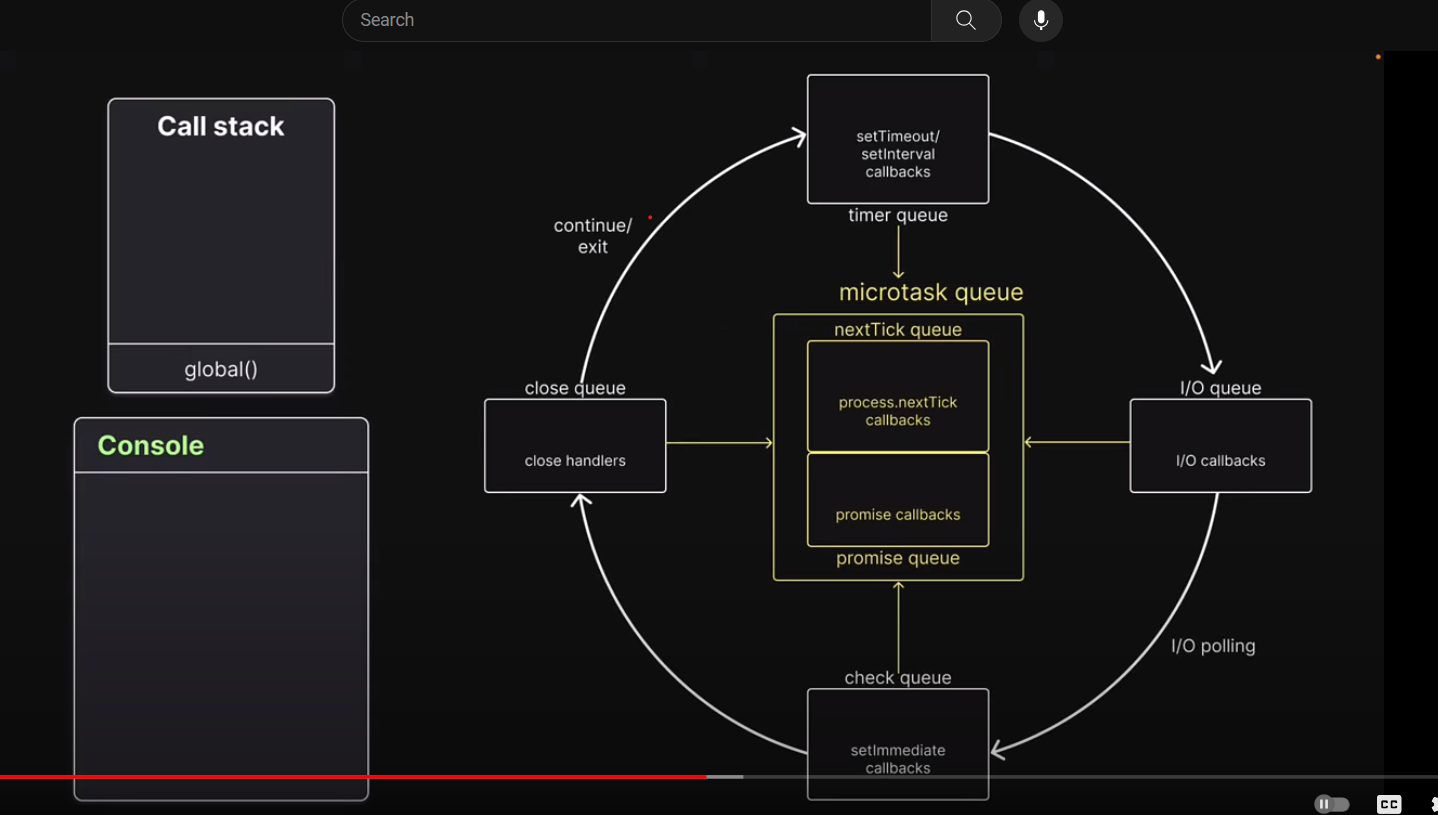 Search
Call stack
global()
Console
setTimeout/
setInterval
callbacks
timer queue
continue/
exit
microtask queue
nextTick queue
process.nextTick
callbacks
promise callbacks
promise queue
close queue
close handlers
I/O queue
I/O callbacks
I/O polling
check queue
setImmediate
callbacks
CC